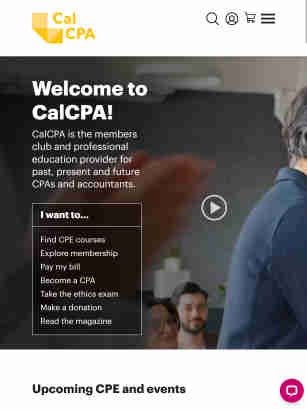 Cal
CPA
Welcome to
CalCPA!
CalCPA is the members
club and professional
education provider for
past, present and future
CPAs and accountants.
I want to...
Find CPE courses
Explore membership
Pay my bill
Become a CPA
Take the ethics exam
Make a donation
Read the magazine
Upcoming CPE and events